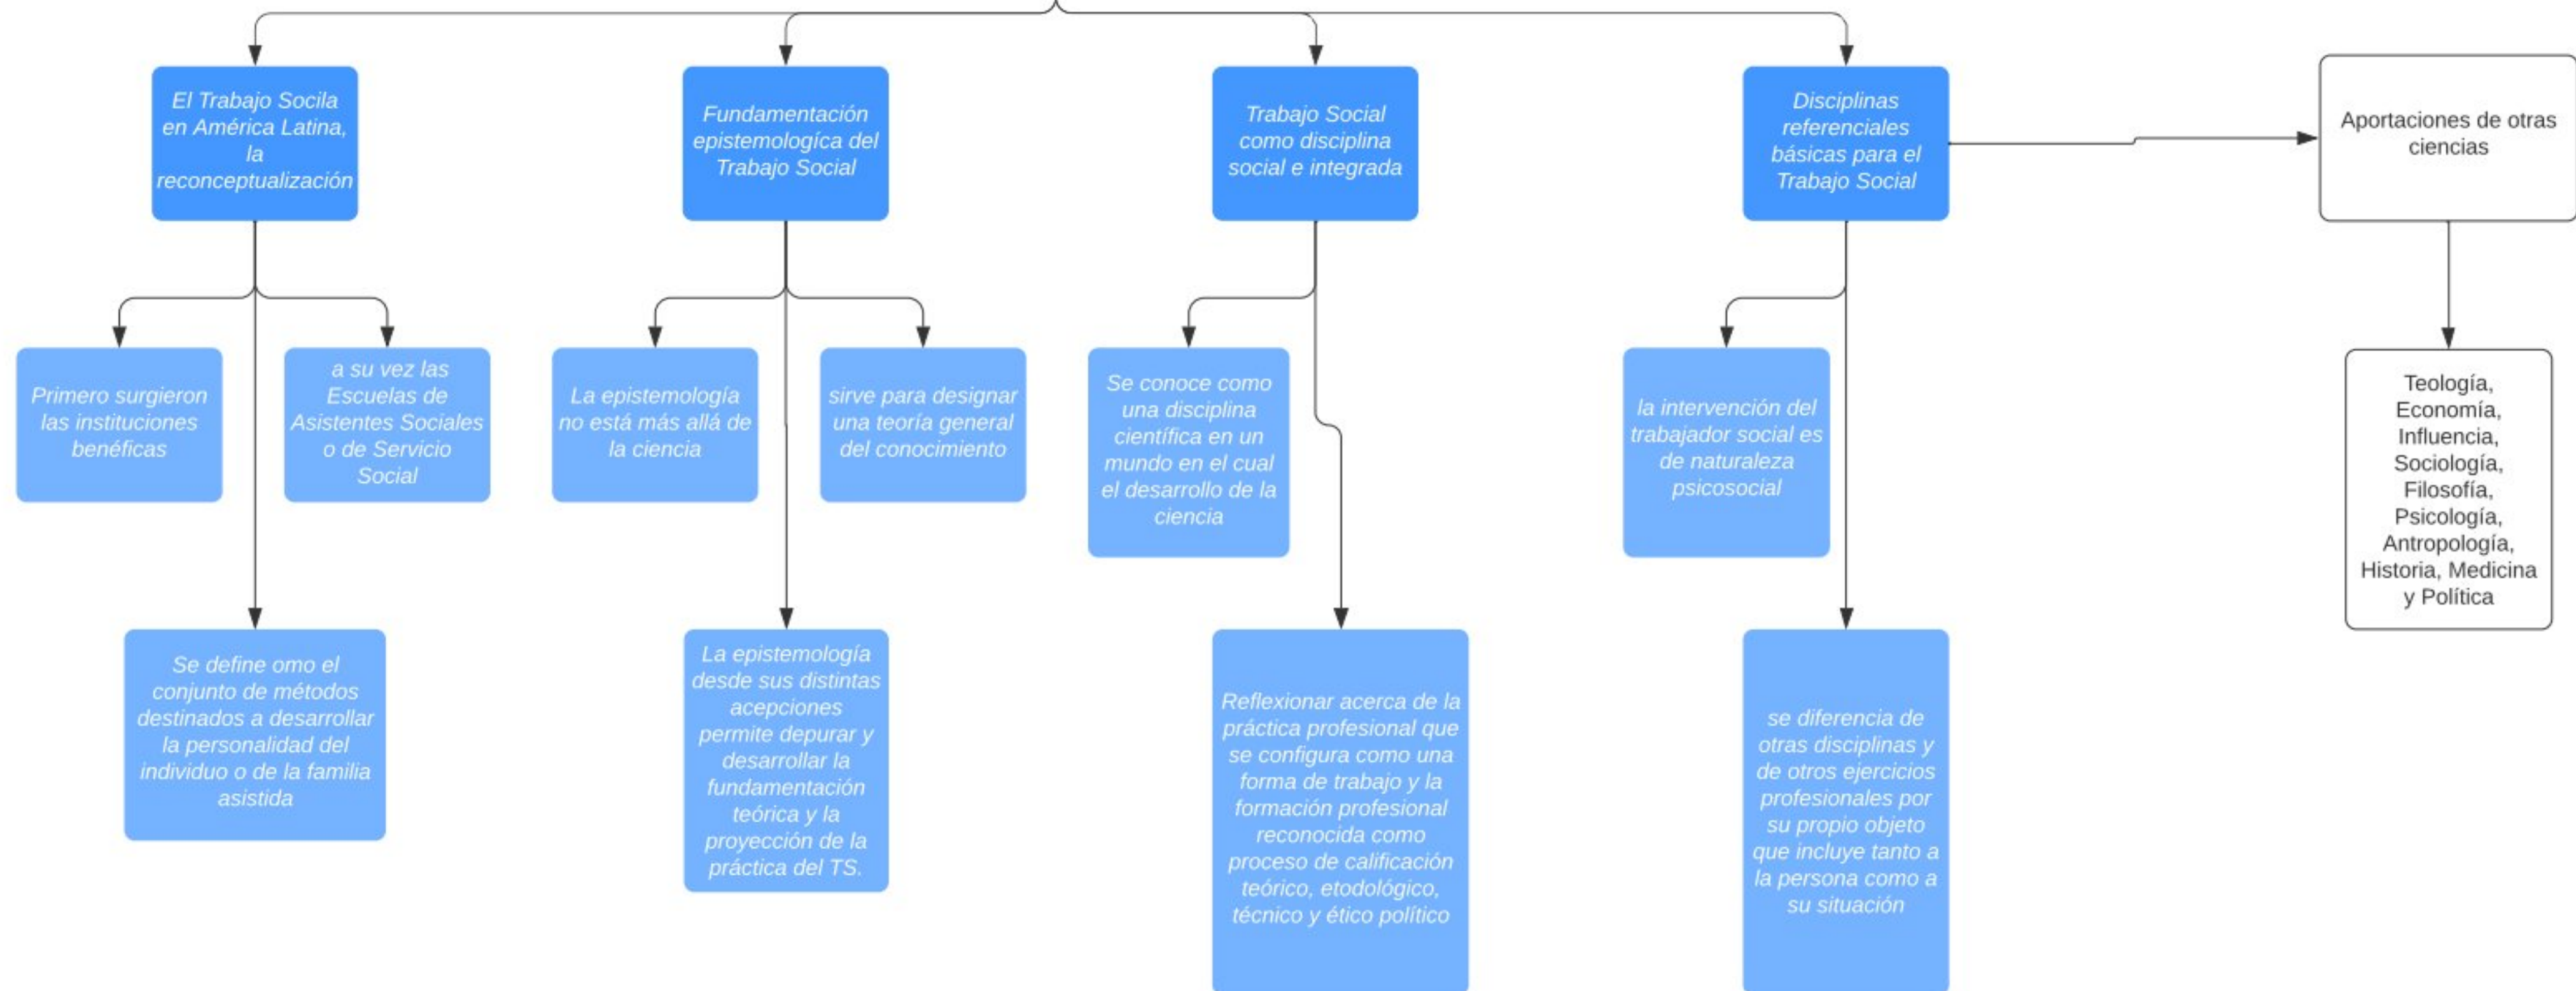 El Trabajo Socila
en América Latina,
la
reconceptualización
Fundamentación
epistemologíca del
Trabajo Social
Trabajo Social
como disciplina
social e integrada
Disciplinas
referenciales
básicas para el
Trabajo Social
Aportaciones de otras
ciencias
Primero surgieron
las instituciones
benéficas
a su vez las
Escuelas de
Asistentes Sociales
o de Servicio
Social
La epistemología
no está más allá de
la ciencia
sirve para designar
una teoría general
del conocimiento
Se conoce como
una disciplina
científica en un
mundo en el cual
el desarrollo de la
ciencia
la intervención del
trabajador social es
de naturaleza
psicosocial
Teología,
Economía,
Influencia,
Sociología,
Filosofía,
Psicología,
Antropología,
Historia, Medicina
y Política
Se define omo el
conjunto de métodos
destinados a desarrollar
la personalidad del
individuo o de la familia
asistida
La epistemología
desde sus distintas
acepciones
permite depurar y
desarrollar la
fundamentación
teórica y la
proyección de la
práctica del TS.
Reflexionar acerca de la
práctica profesional que
se configura como una
forma de trabajo y la
formación profesional
reconocida como
proceso de calificación
teórico, etodológico,
técnico y ético político
se diferencia de
otras disciplinas y
de otros ejercicios
profesionales por
su propio objeto
que incluye tanto a
la persona como a
su situación